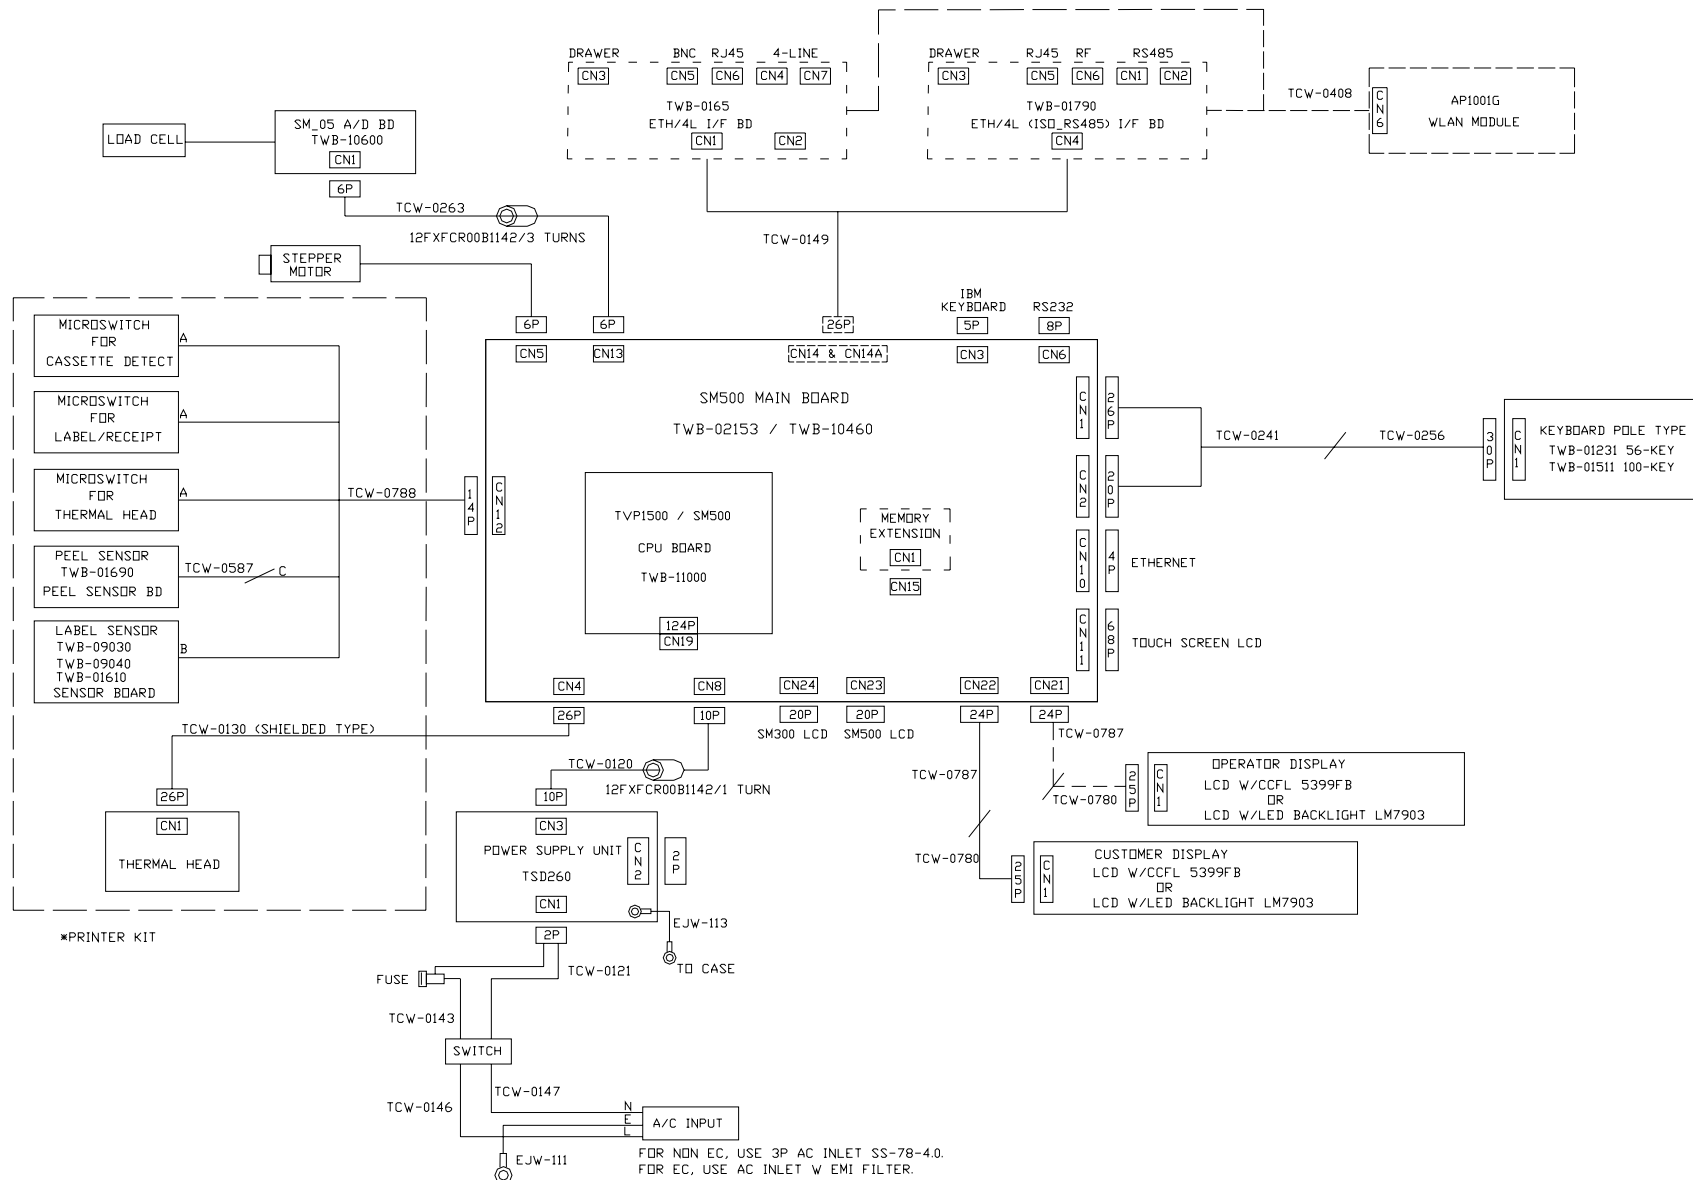 DRAWER BNC RJ45 4-LINE
CN3 CN5 CN6 CN4 CN7
TWB-0165
ETH/4L I/F BD
CN1 CN2
DRAWER RJ45 RF RS485
CN3 CN5 CN6 CN1 CN2
TWB-01790
ETH/4L (ISO_RS485) I/F BD
CN4
TCW-0408
CN6
AP1001G
WLAN MODULE
LOAD CELL
SM_05 A/D BD
TWB-10600
CN1
6P
TCW-0263
12FXFCR00B1142/3 TURNS
TCW-0149
STEPPER
MOTOR
MICROSWITCH
FOR
CASSETTE DETECT
A
MICROSWITCH
FOR
LABEL/RECEIPT
A
MICROSWITCH
FOR
THERMAL HEAD
A
PEEL SENSOR
TWB-01690
PEEL SENSOR BD
TCW-0587
C
LABEL SENSOR
TWB-09030
TWB-09040
TWB-01610
SENSOR BOARD
B
TCW-0788
14P
CN12
TCW-0130 (SHIELDED TYPE)
26P
CN1
THERMAL HEAD
*PRINTER KIT
6P
CN5
6P
CN13
26P
CN14 & CN14A
IBM
KEYBOARD
5P
CN3
RS232
8P
CN6
SM500 MAIN BOARD
TWB-02153 / TWB-10460
TVP1500 / SM500
CPU BOARD
TWB-11000
124P
CN19
MEMORY
EXTENSION
CN1
CN15
CN1
26P
CN2
20P
CN10
4P
ETHERNET
CN11
68P
TOUCH SCREEN LCD
TCW-0241
TCW-0256
30P
CN1
KEYBOARD POLE TYPE
TWB-01231 56-KEY
TWB-01511 100-KEY
CN4
26P
CN8
10P
CN24
20P
SM300 LCD
CN23
20P
SM500 LCD
CN22
24P
CN21
24P
TCW-0787
TCW-0780
25P
CN1
OPERATOR DISPLAY
LCD W/CCFL 5399FB
OR
LCD W/LED BACKLIGHT LM7903
TCW-0787
TCW-0780
25P
CN1
CUSTOMER DISPLAY
LCD W/CCFL 5399FB
OR
LCD W/LED BACKLIGHT LM7903
TCW-0120
12FXFCR00B1142/1 TURN
10P
CN3
POWER SUPPLY UNIT
TSD260
CN2
2P
CN1
2P
EJW-113
TO CASE
TCW-0121
FUSE
TCW-0143
SWITCH
TCW-0147
TCW-0146
N
E
L
A/C INPUT
EJW-111
FOR NON EC, USE 3P AC INLET SS-78-4.0.
FOR EC, USE AC INLET W EMI FILTER.